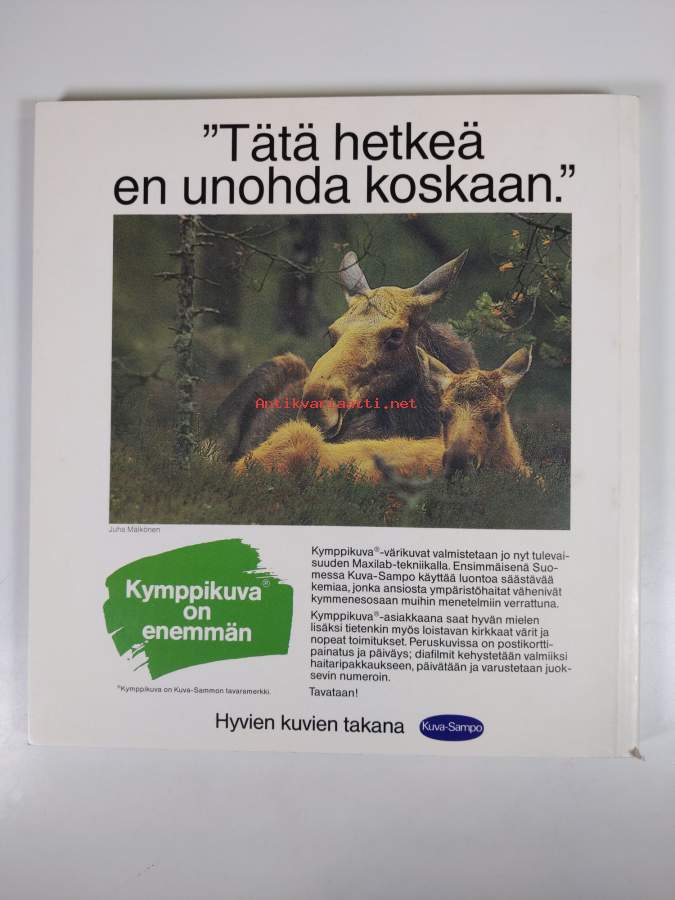 ”Tätä hetkeä
en unohda koskaan.”
Antikvariaatti.net
Juha Malkonen
Kymppikuva®
on
enemmän
®Kymppikuva on Kuva-Sammon tavaramerkki.
Kymppikuva®-värikuvat valmistetaan jo nyt tulevai-
suuden Maxilab-tekniikalla. Ensimmäisenä Suo-
messa Kuva-Sampo käyttää luontoa säästävää
kemiaa, jonka ansiosta ympäristöhaitat vähenivät
kymmenesosaan muihin menetelmiin verrattuna.
Kymppikuva®-asiakkaana saat hyvän mielen
lisäksi tietenkin myös loistavan kirkkaat värit ja
nopeat toimitukset. Peruskuvissa on postikortti-
painatus ja päiväys; diafilmit kehystetään valmiiksi
haitaripakkaukseen, päivätään ja varustetaan juok-
sevin numeroin.
Tavataan!
Hyvien kuvien takana
Kuva-Sampo